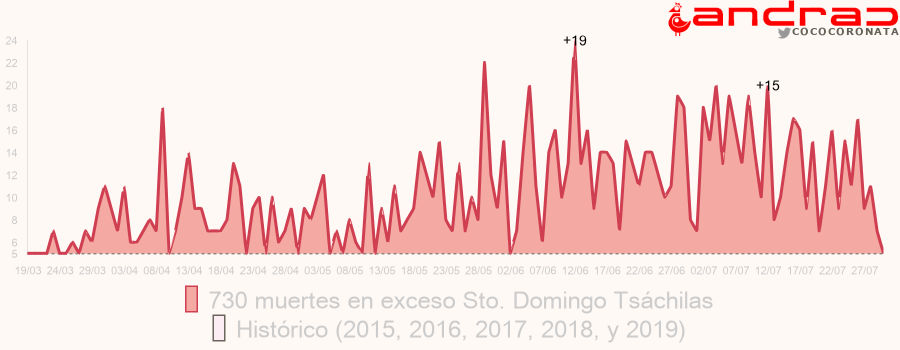 andrab
COCOCORONATA
+19
+15
24
22
20
18
16
14
12
10
8
6
5
19/03 24/03 29/03 03/04 08/04 13/04 18/04 23/04 28/04 03/05 08/05 13/05 18/05 23/05 28/05 02/06 07/06 12/06 17/06 22/06 27/06 02/07 07/07 12/07 17/07 22/07 27/07
730 muertes en exceso Sto. Domingo Tsáchilas
Histórico (2015, 2016, 2017, 2018, y 2019)